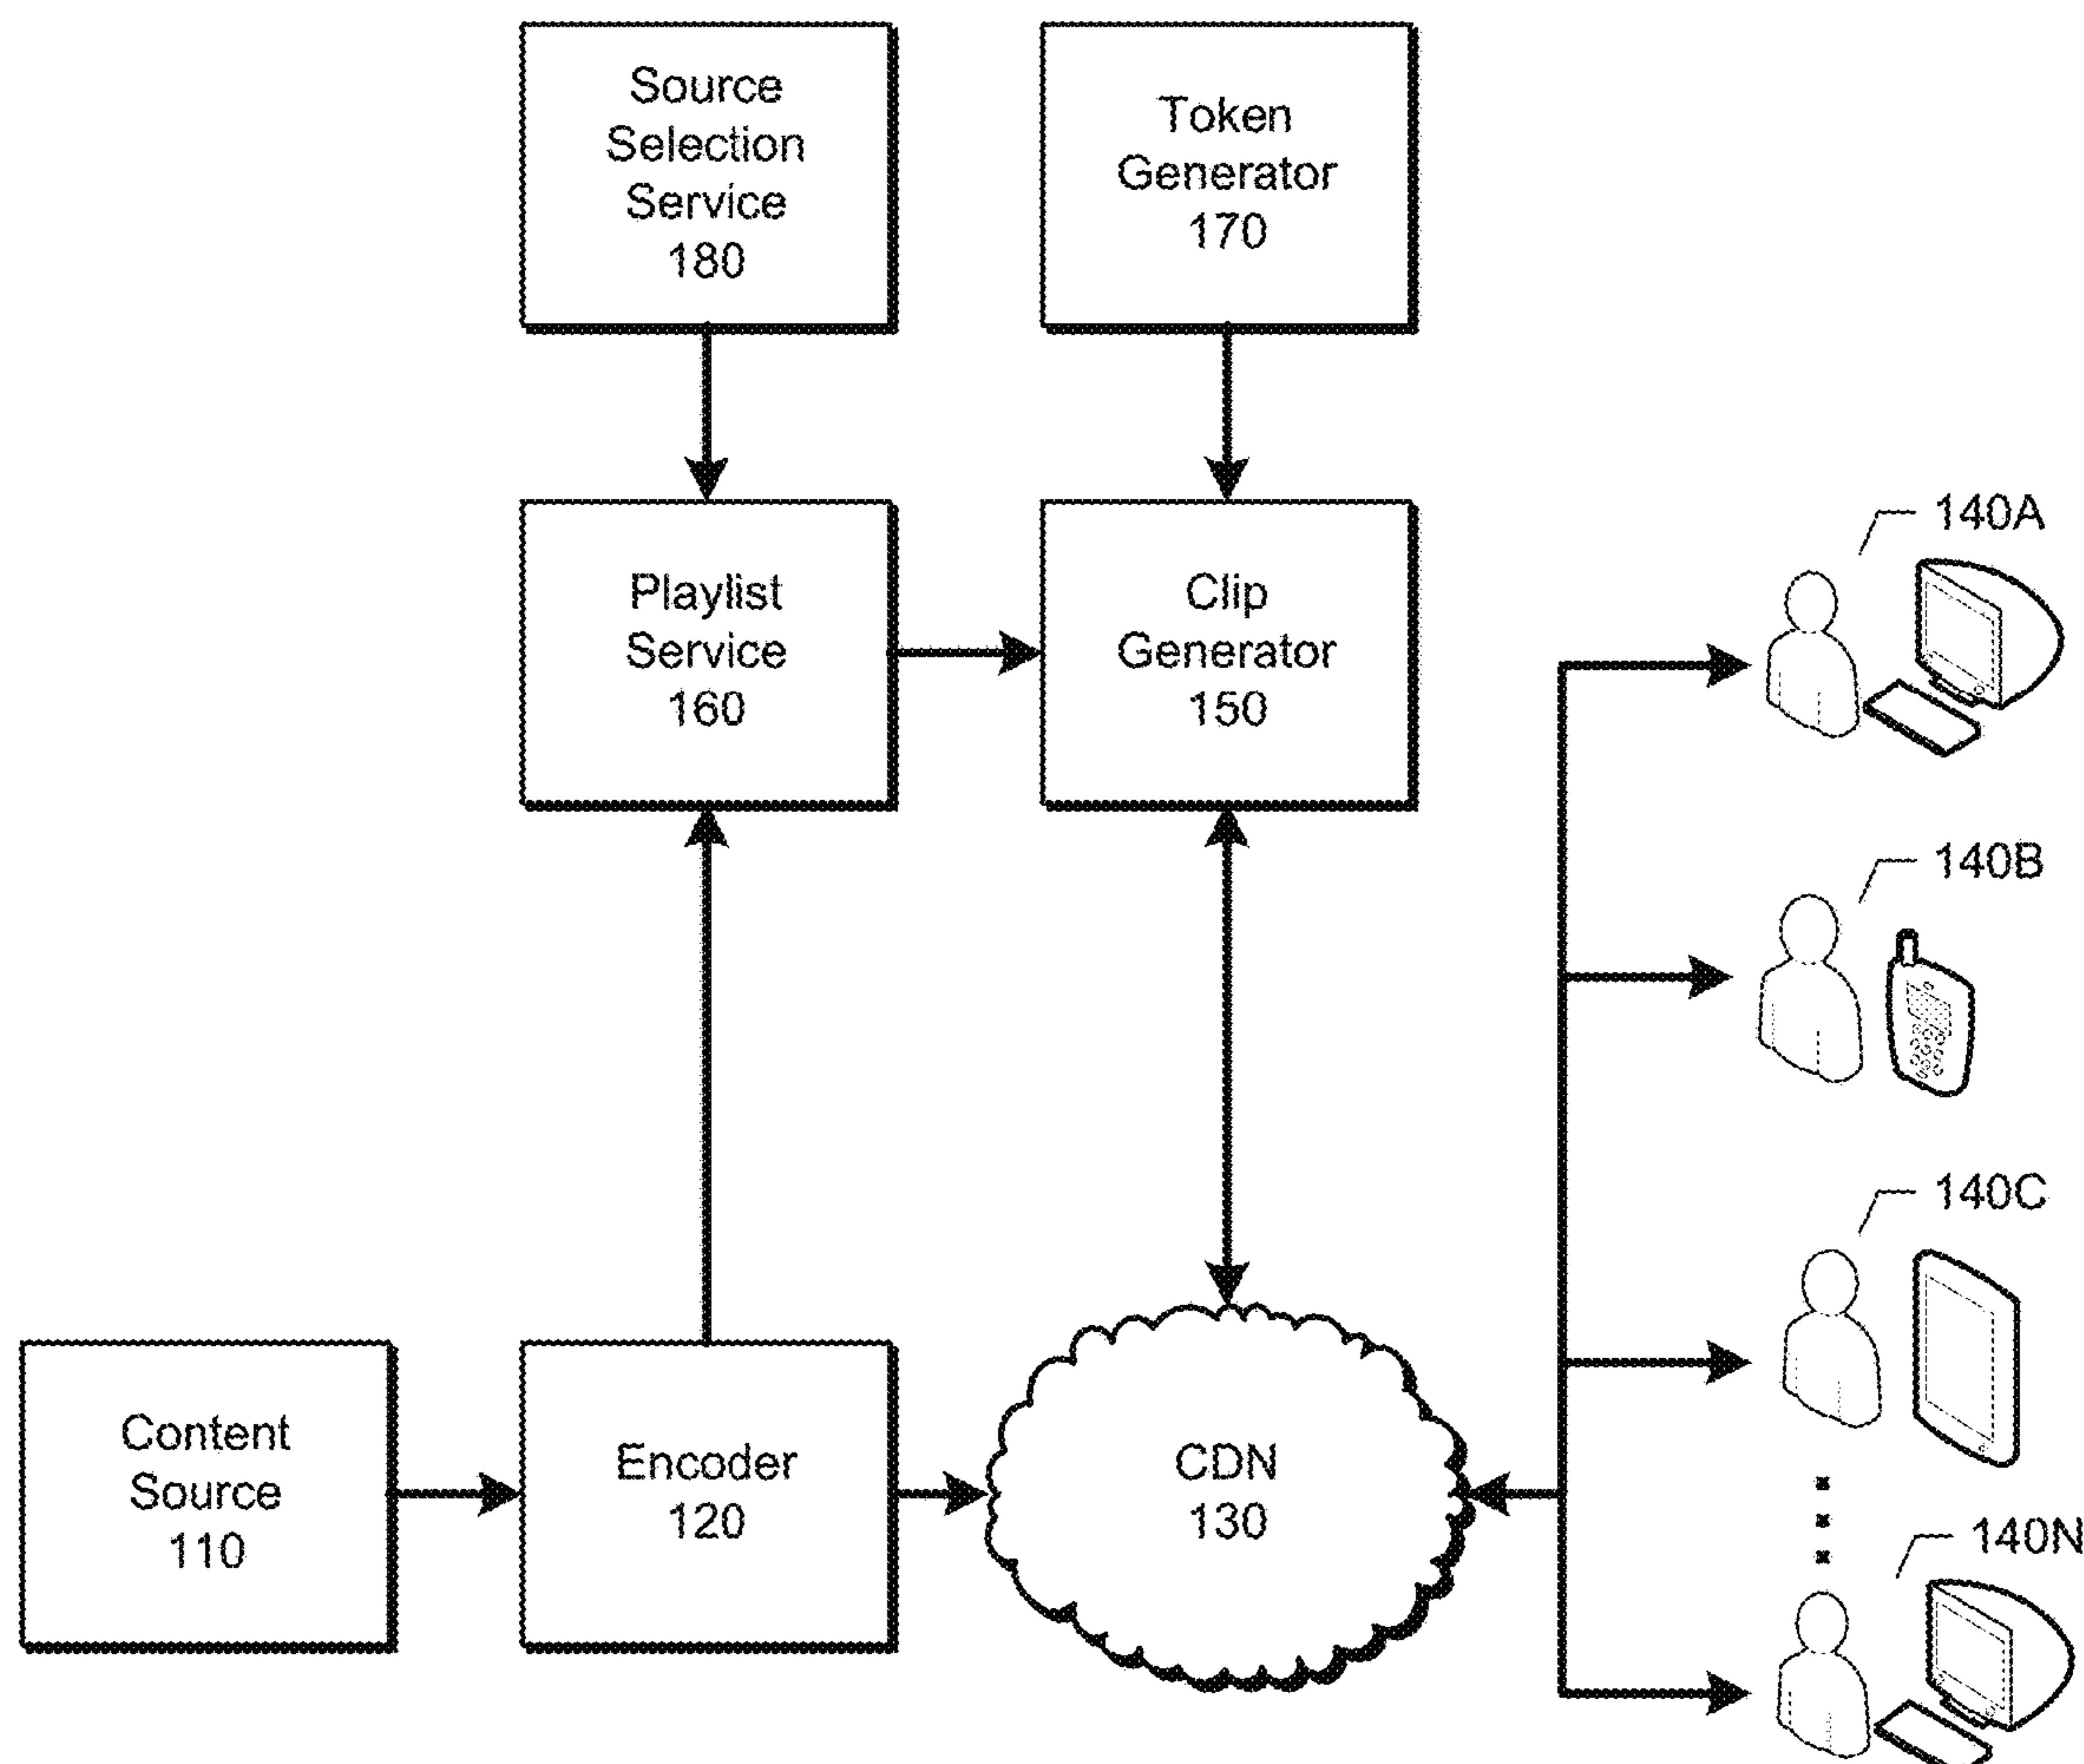 Source
Selection
Service
180
Token
Generator
170
Playlist
Service
160
Clip
Generator
150
140A
140B
140C
140N
Content
Source
110
Encoder
120
CDN
130